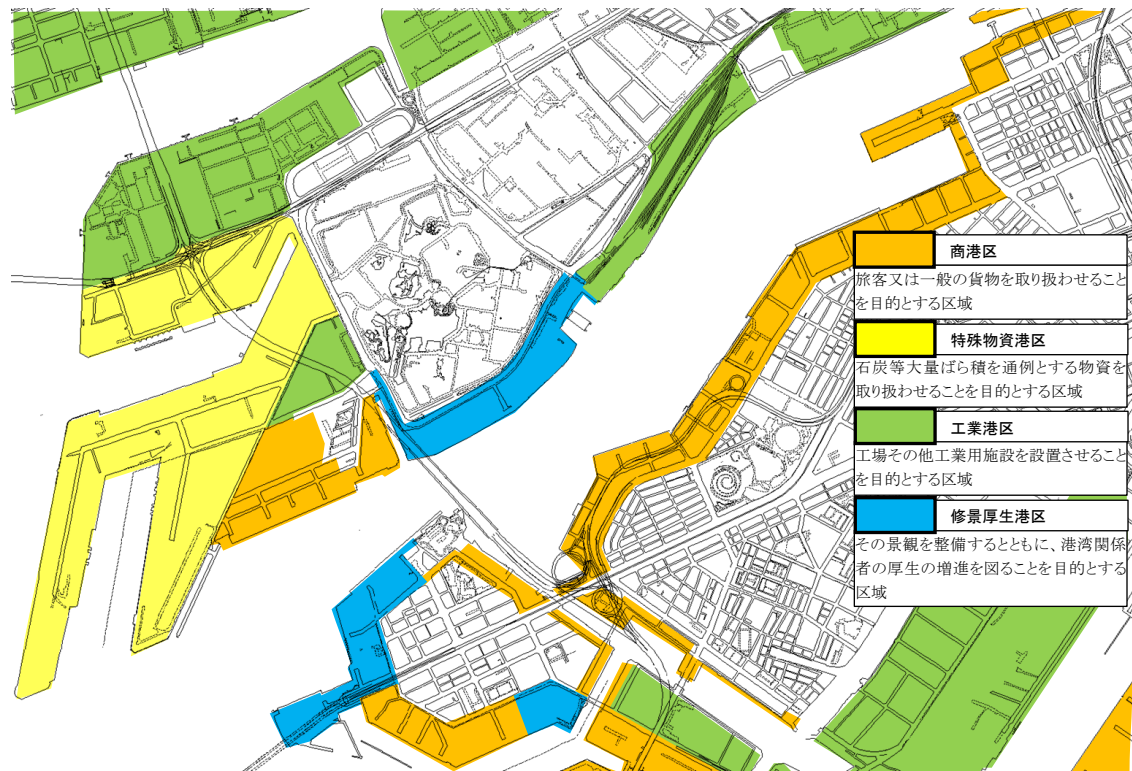 商港区
旅客又は一般の貨物を取り扱わせること
を目的とする区域
特殊物資港区
石炭等大量ばら積を通例とする物資を
取り扱わせることを目的とする区域
工業港区
工場その他工業用施設を設置させること
を目的とする区域
修景厚生港区
その景観を整備するとともに、港湾関係
者の厚生の増進を図ることを目的とする
区域